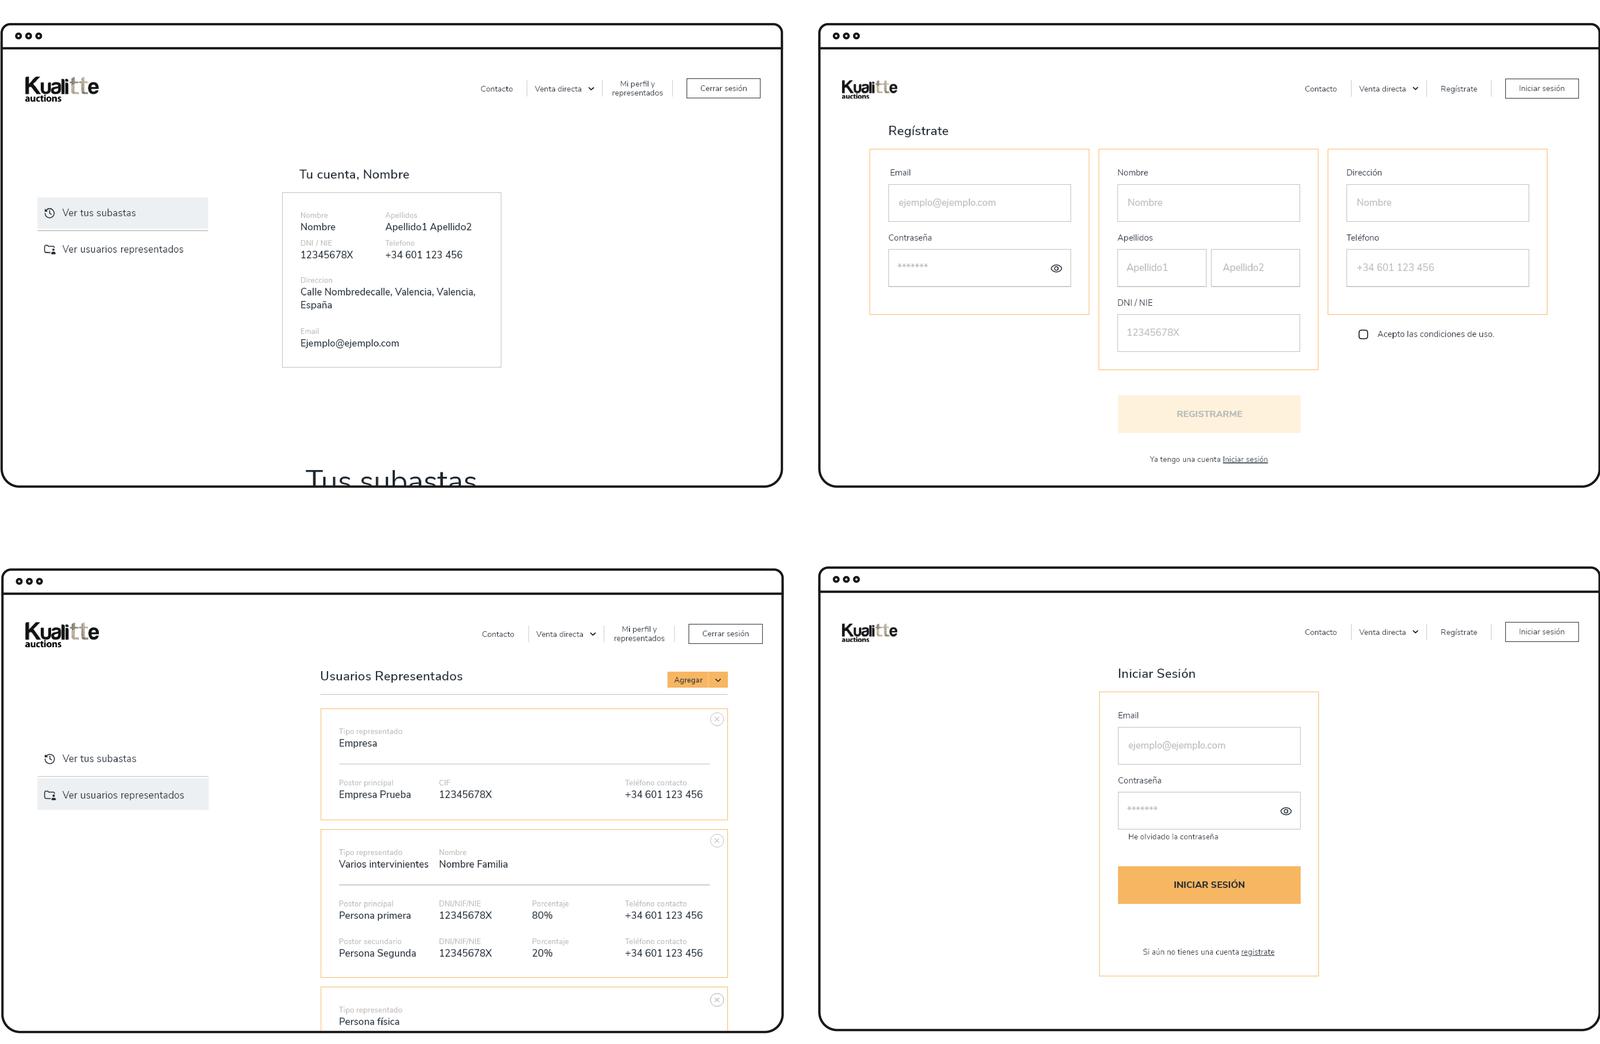 Kualitte
auctions
Contacto
Venta directa
Mi perfil y
representados
Cerrar sesión
Ver tus subastas
Ver usuarios representados
Tu cuenta, Nombre
Nombre Apellidos
Nombre Apellido1 Apellido2
DNI / NIE Telefono
12345678X +34 601 123 456
Direccion
Calle Nombredecalle, Valencia, Valencia,
España
Email
Ejemplo@ejemplo.com
Tus subastas
Kualitte
auctions
Contacto
Venta directa
Regístrate
Iniciar sesión
Regístrate
Email
ejemplo@ejemplo.com
Contraseña
*******
Nombre
Nombre
Apellidos
Apellido1 Apellido2
DNI / NIE
12345678X
Dirección
Nombre
Teléfono
+34 601 123 456
Acepto las condiciones de uso.
REGISTRARME
Ya tengo una cuenta Iniciar sesión
Kualitte
auctions
Contacto
Venta directa
Mi perfil y
representados
Cerrar sesión
Ver tus subastas
Ver usuarios representados
Usuarios Representados
Agregar
Tipo representado
Empresa
Postor principal CIF Teléfono contacto
Empresa Prueba 12345678X +34 601 123 456
Tipo representado Nombre
Varios intervinientes Nombre Familia
Postor principal DNI/NIF/NIE Porcentaje Teléfono contacto
Persona primera 12345678X 80% +34 601 123 456
Postor secundario DNI/NIF/NIE Porcentaje Teléfono contacto
Persona Segunda 12345678X 20% +34 601 123 456
Tipo representado
Persona física
Kualitte
auctions
Contacto
Venta directa
Regístrate
Iniciar sesión
Iniciar Sesión
Email
ejemplo@ejemplo.com
Contraseña
*******
He olvidado la contraseña
INICIAR SESIÓN
Si aún no tienes una cuenta regístrate